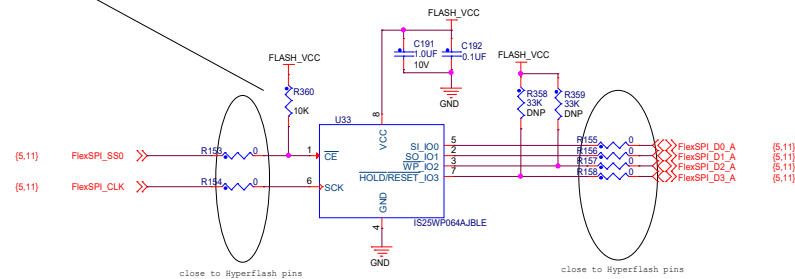 FLASH_VCC
C191
1.0UF
10V
C192
0.1UF
GND
FLASH_VCC
R360
10K
FLASH_VCC
R358
33K
DNP
R359
33K
DNP
U33
8
VCC
{5,11}
FlexSPI_SS0
R153
0
1
CE
{5,11}
FlexSPI_CLK
R154
0
6
SCK
SI_IO0
5
R155
0
FlexSPI_D0_A
{5,11}
SO_IO1
2
R156
0
FlexSPI_D1_A
{5,11}
WP_IO2
3
R157
0
FlexSPI_D2_A
{5,11}
HOLD/RESET_IO3
7
R158
0
FlexSPI_D3_A
{5,11}
GND
4
IS25WP064AJBLE
GND
close to Hyperflash pins
close to Hyperflash pins